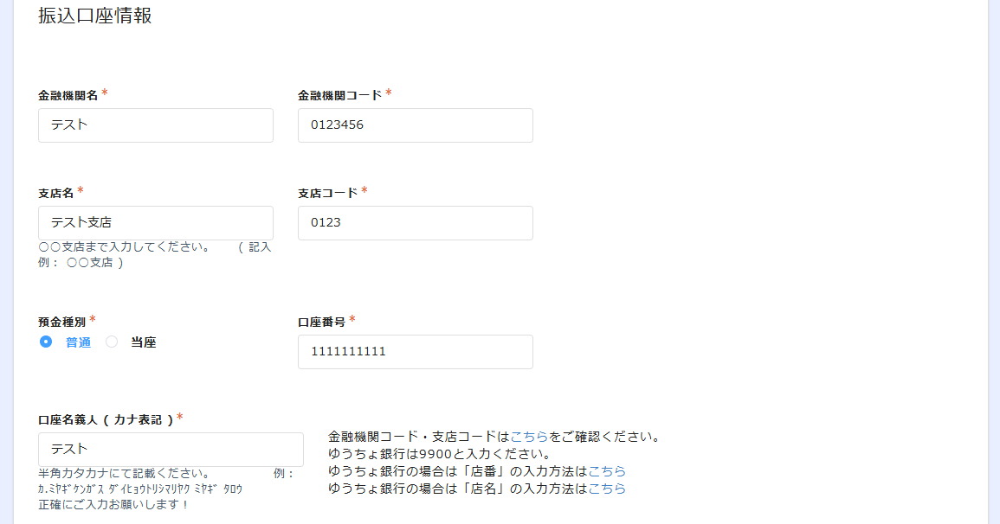 振込口座情報
金融機関名 * 金融機関コード *
テスト 0123456
支店名 * 支店コード *
テスト支店 0123
〇〇支店まで入力してください。 ( 記入
例： 〇〇支店 )
預金種別 * 口座番号 *
普通 当座 1111111111
口座名義人 ( カナ表記 ) *
テスト
半角カタカナにて記載ください。 例：
ｶ.ﾐﾔｷﾞｹﾝｶﾞｽ ﾀﾞｲﾋｮｳﾄﾘｼﾏﾘﾔｸ ﾐﾔｷﾞ ﾀﾛｳ
正確にご入力お願いします！
金融機関コード・支店コードはこちらをご確認ください。
ゆうちょ銀行は9900と入力ください。
ゆうちょ銀行の場合は「店番」の入力方法はこちら
ゆうちょ銀行の場合は「店名」の入力方法はこちら